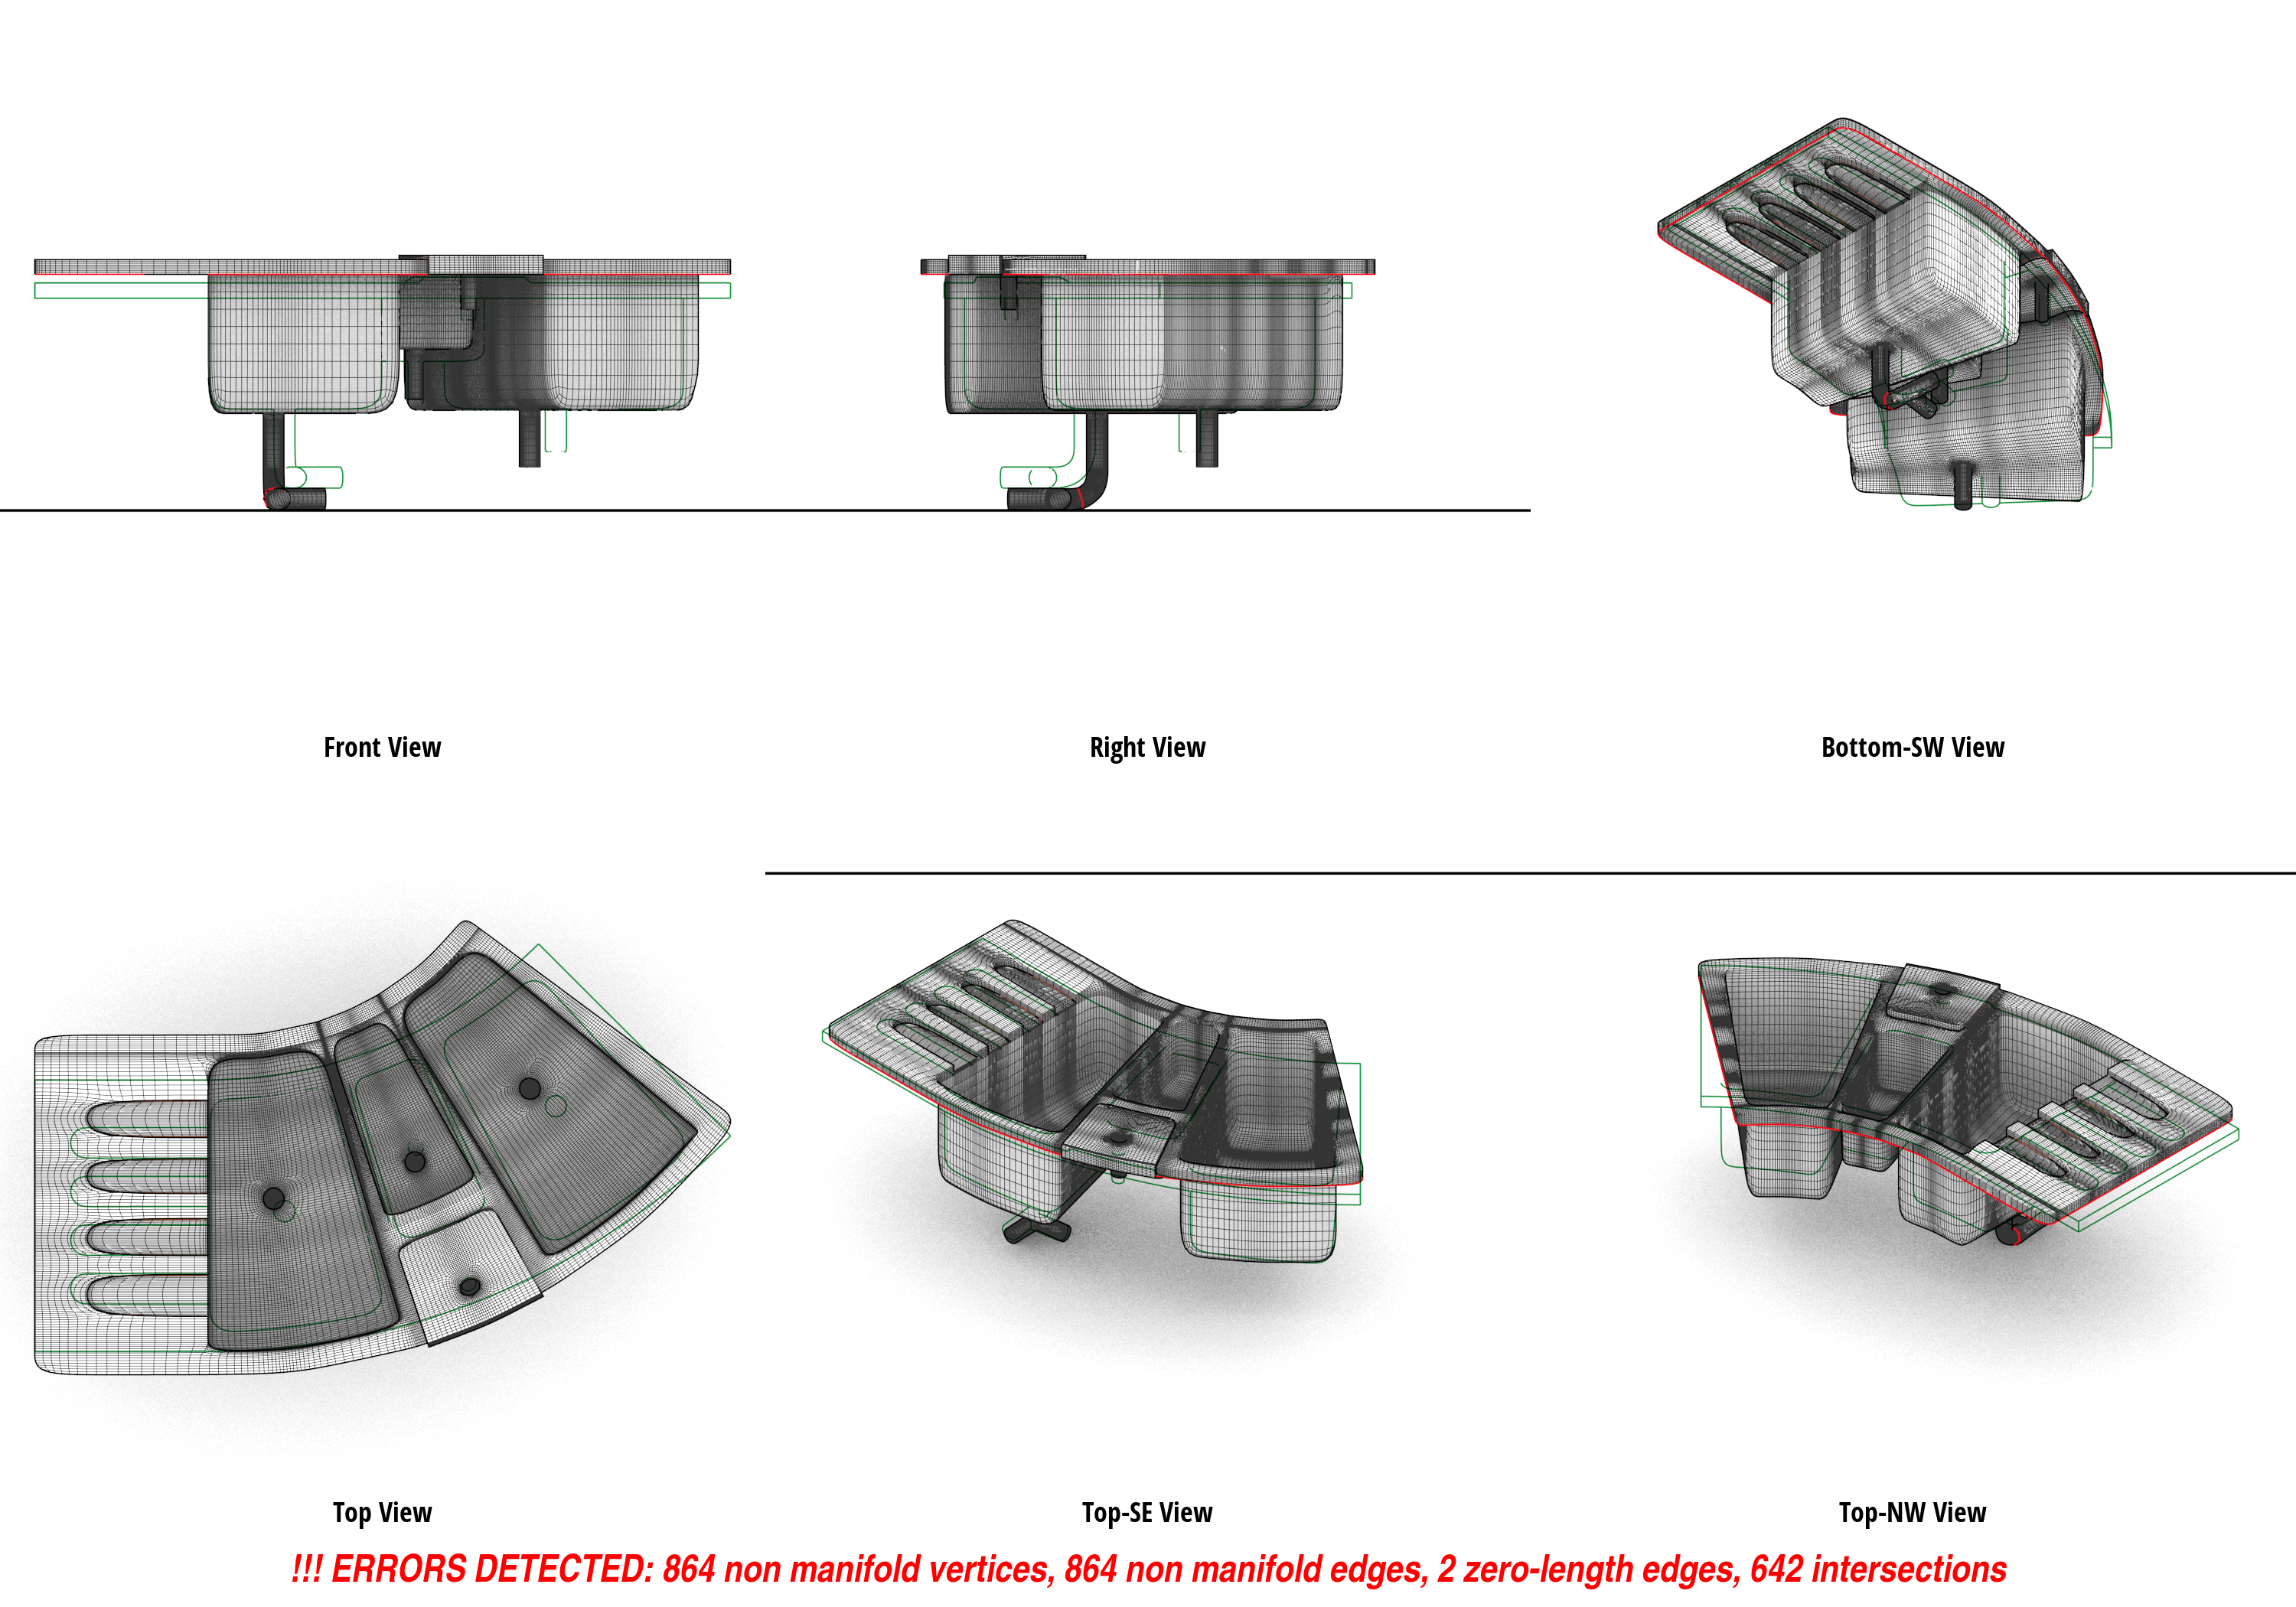 Front View
Right View
Bottom-SW View
Top View
Top-SE View
Top-NW View
!!! ERRORS DETECTED: 864 non manifold vertices, 864 non manifold edges, 2 zero-length edges, 642 intersections